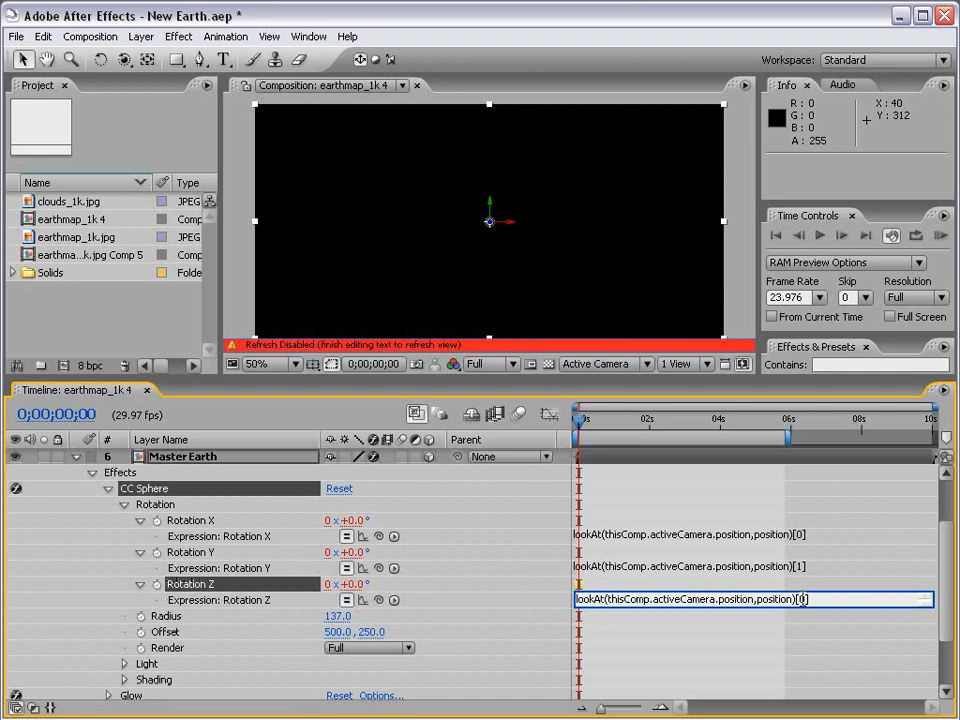 Adobe After Effects - New Earth.aep *
File Edit Composition Layer Effect Animation View Window Help
Workspace: Standard
Project × Composition: earthmap_1k 4 × Info × Audio
R : 0 X : 40
G : 0 Y : 312
B : 0
A : 255
Name Type
clouds_1k.jpg JPEG
earthmap_1k 4 Comp
earthmap_1k.jpg JPEG
earthma...k.jpg Comp 5 Comp
Solids Folde
Time Controls ×
RAM Preview Options
Frame Rate Skip Resolution
23.976 0 Full
From Current Time Full Screen
Refresh Disabled (finish editing text to refresh view)
Effects & Presets ×
8 bpc 50% 0;00;00;00 Full Active Camera 1 View Contains:
Timeline: earthmap_1k 4 ×
0;00;00;00 (29.97 fps)
02s 04s 06s 08s 10s
# Layer Name Parent
6 Master Earth None
Effects
CC Sphere Reset
Rotation
Rotation X 0 x +0.0 °
Expression: Rotation X lookAt(thisComp.activeCamera.position,position)[0]
Rotation Y 0 x +0.0 °
Expression: Rotation Y lookAt(thisComp.activeCamera.position,position)[1]
Rotation Z 0 x +0.0 °
Expression: Rotation Z lookAt(thisComp.activeCamera.position,position)[0]
Radius 137.0
Offset 500.0, 250.0
Render Full
Light
Shading
Glow Reset Options...